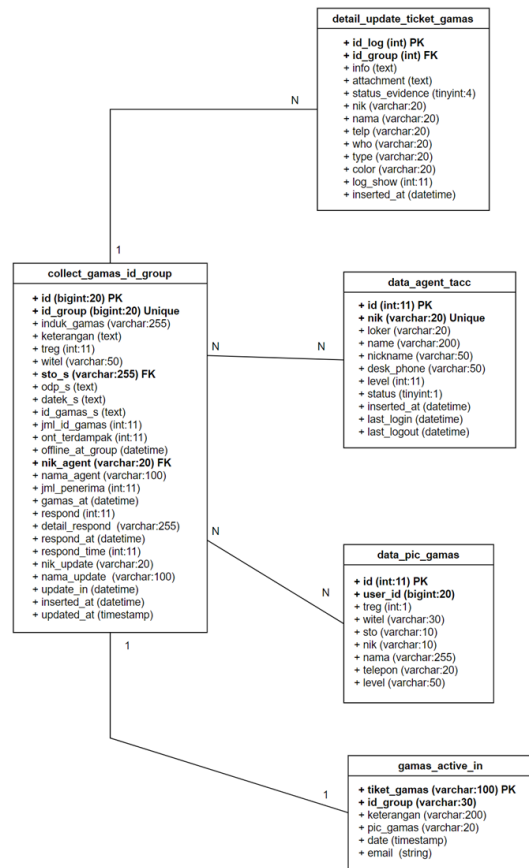 detail_update_ticket_gamas
+ id_log (int) PK
+ id_group (int) FK
+ info (text)
+ attachment (text)
+ status_evidence (tinyint:4)
+ nik (varchar:20)
+ nama (varchar:20)
+ telp (varchar:20)
+ who (varchar:20)
+ type (varchar:20)
+ color (varchar:20)
+ log_show (int:11)
+ inserted_at (datetime)
N
1
collect_gamas_id_group
+ id (bigint:20) PK
+ id_group (bigint:20) Unique
+ induk_gamas (varchar:255)
+ keterangan (text)
+ treg (int:11)
+ witel (varchar:50)
+ sto_s (varchar:255) FK
+ odp_s (text)
+ datek_s (text)
+ id_gamas_s (text)
+ jml_id_gamas (int:11)
+ ont_terdampak (int:11)
+ offline_at_group (datetime)
+ nik_agent (varchar:20) FK
+ nama_agent (varchar:100)
+ jml_penerima (int:11)
+ gamas_at (datetime)
+ respond (int:11)
+ detail_respond (varchar:255)
+ respond_at (datetime)
+ respond_time (int:11)
+ nik_update (varchar:20)
+ nama_update (varchar:100)
+ update_in (datetime)
+ inserted_at (datetime)
+ updated_at (timestamp)
N
N
data_agent_tacc
+ id (int:11) PK
+ nik (varchar:20) Unique
+ loker (varchar:20)
+ name (varchar:200)
+ nickname (varchar:50)
+ desk_phone (varchar:50)
+ level (int:11)
+ status (tinyint:1)
+ inserted_at (datetime)
+ last_login (datetime)
+ last_logout (datetime)
N
N
data_pic_gamas
+ id (int:11) PK
+ user_id (bigint:20)
+ treg (int:1)
+ witel (varchar:30)
+ sto (varchar:10)
+ nik (varchar:10)
+ nama (varchar:255)
+ telepon (varchar:20)
+ level (varchar:50)
1
1
gamas_active_in
+ tiket_gamas (varchar:100) PK
+ id_group (varchar:30)
+ keterangan (varchar:200)
+ pic_gamas (varchar:20)
+ date (timestamp)
+ email (string)